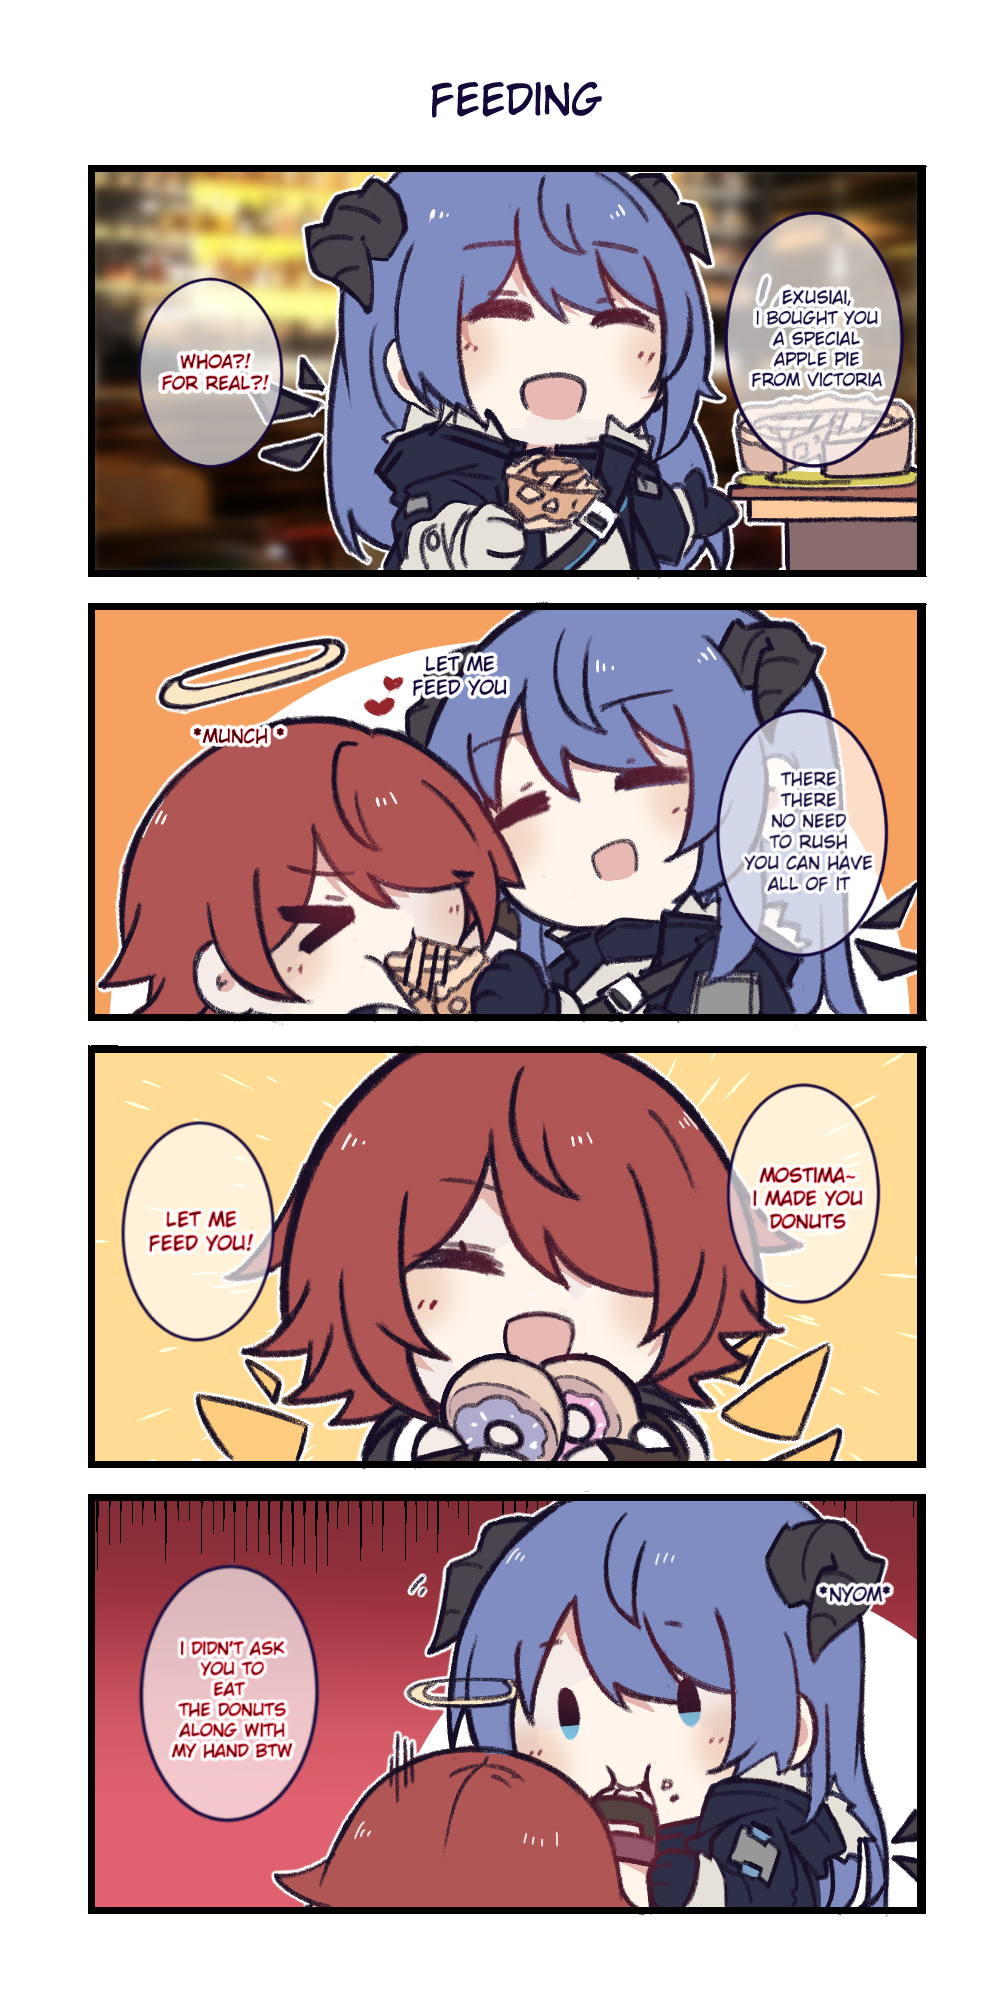 FEEDING
EXUSIAI,
I BOUGHT YOU
A SPECIAL
APPLE PIE
FROM VICTORIA
WHOA?!
FOR REAL?!
LET ME
FEED YOU
*MUNCH *
THERE
THERE
NO NEED
TO RUSH
YOU CAN HAVE
ALL OF IT
MOSTIMA~
I MADE YOU
DONUTS
LET ME
FEED YOU!
*NYOM*
I DIDN'T ASK
YOU TO
EAT
THE DONUTS
ALONG WITH
MY HAND BTW